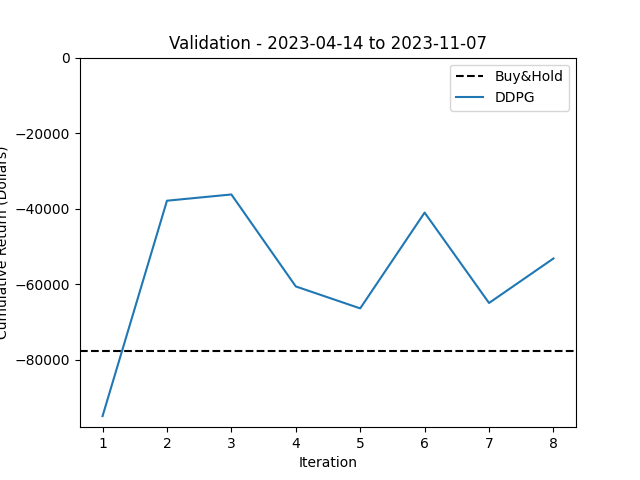 Validation - 2023-04-14 to 2023-11-07
Buy&Hold
DDPG
Cumulative Return (Dollars)
0
−20000
−40000
−60000
−80000
1 2 3 4 5 6 7 8
Iteration